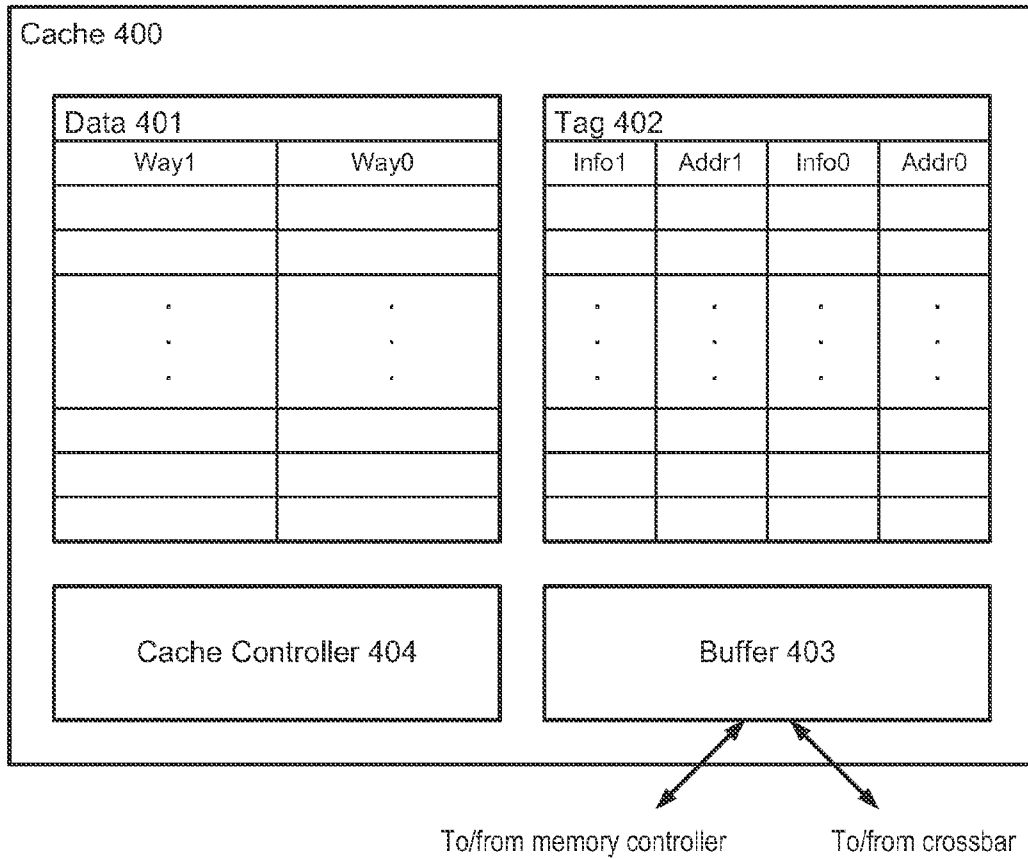 Cache 400
Data 401
Tag 402
Way1 Way0
Info1 Addr1 Info0 Addr0
Cache Controller 404
Buffer 403
To/from memory controller
To/from crossbar